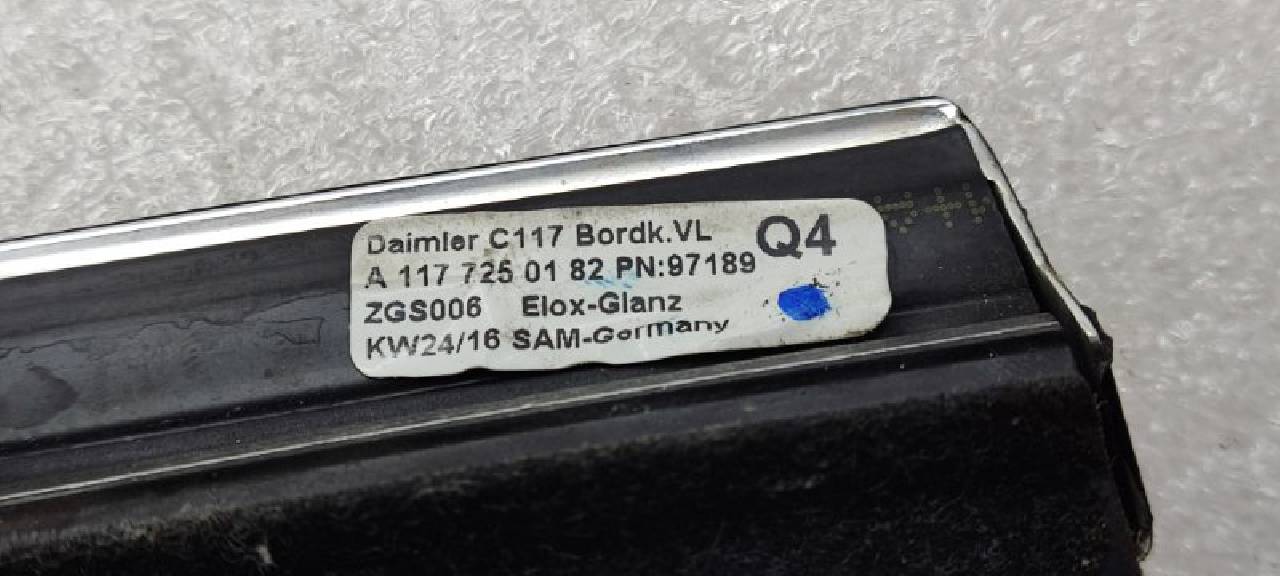 Daimler C117 Bordk.VL Q4
A 117 725 01 82 PN:97189
ZGS006 Elox-Glanz
KW24/16 SAM-Germany